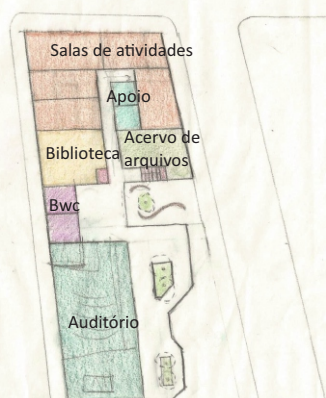 Salas de atividades
Apoio
Acervo de
arquivos
Biblioteca
Bwc
Auditório